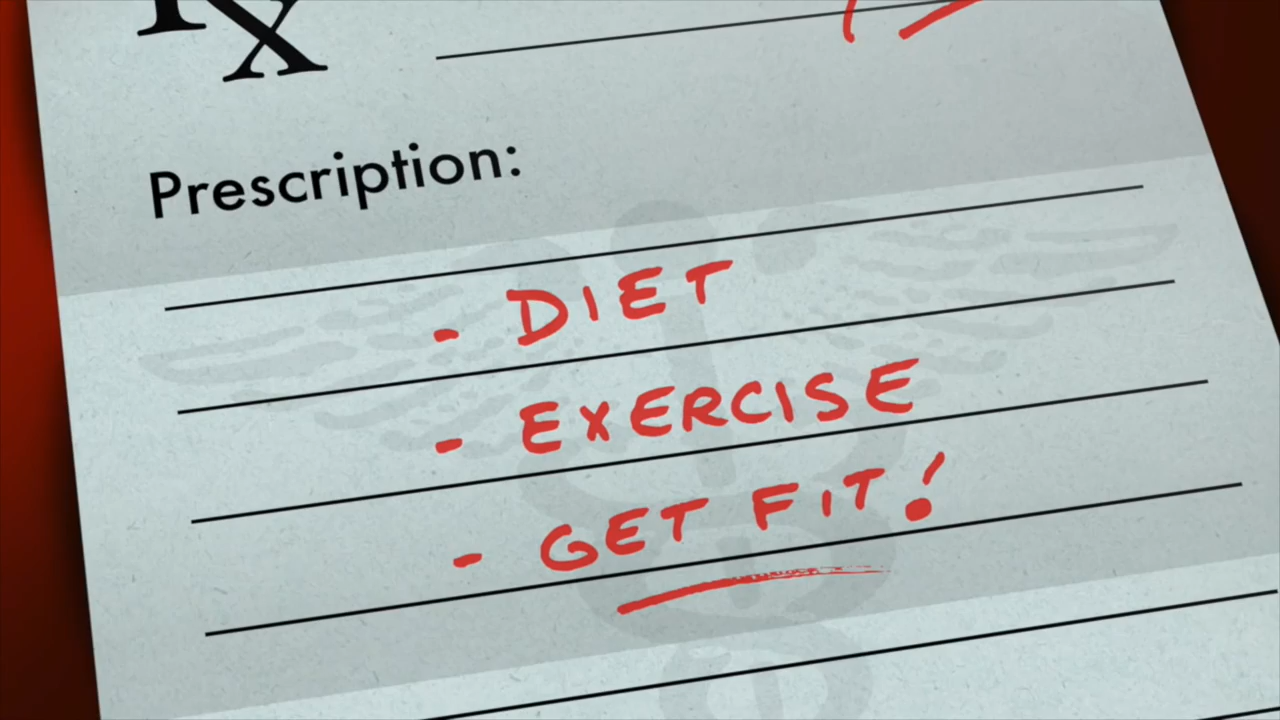 Rx
Prescription:
- DIET
- EXERCISE
- GET FIT!